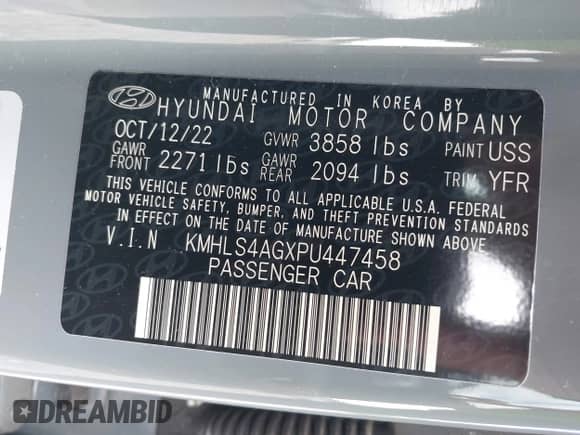 MANUFACTURED IN KOREA BY
HYUNDAI MOTOR COMPANY
OCT/12/22 GVWR 3858 lbs PAINT USS
GAWR FRONT 2271 lbs GAWR REAR 2094 lbs TRIM YFR
THIS VEHICLE CONFORMS TO ALL APPLICABLE U.S.A. FEDERAL
MOTOR VEHICLE SAFETY, BUMPER, AND THEFT PREVENTION STANDARDS
IN EFFECT ON THE DATE OF MANUFACTURE SHOWN ABOVE.
V.I.N KMHLS4AGXPU447458
PASSENGER CAR
DREAMBID